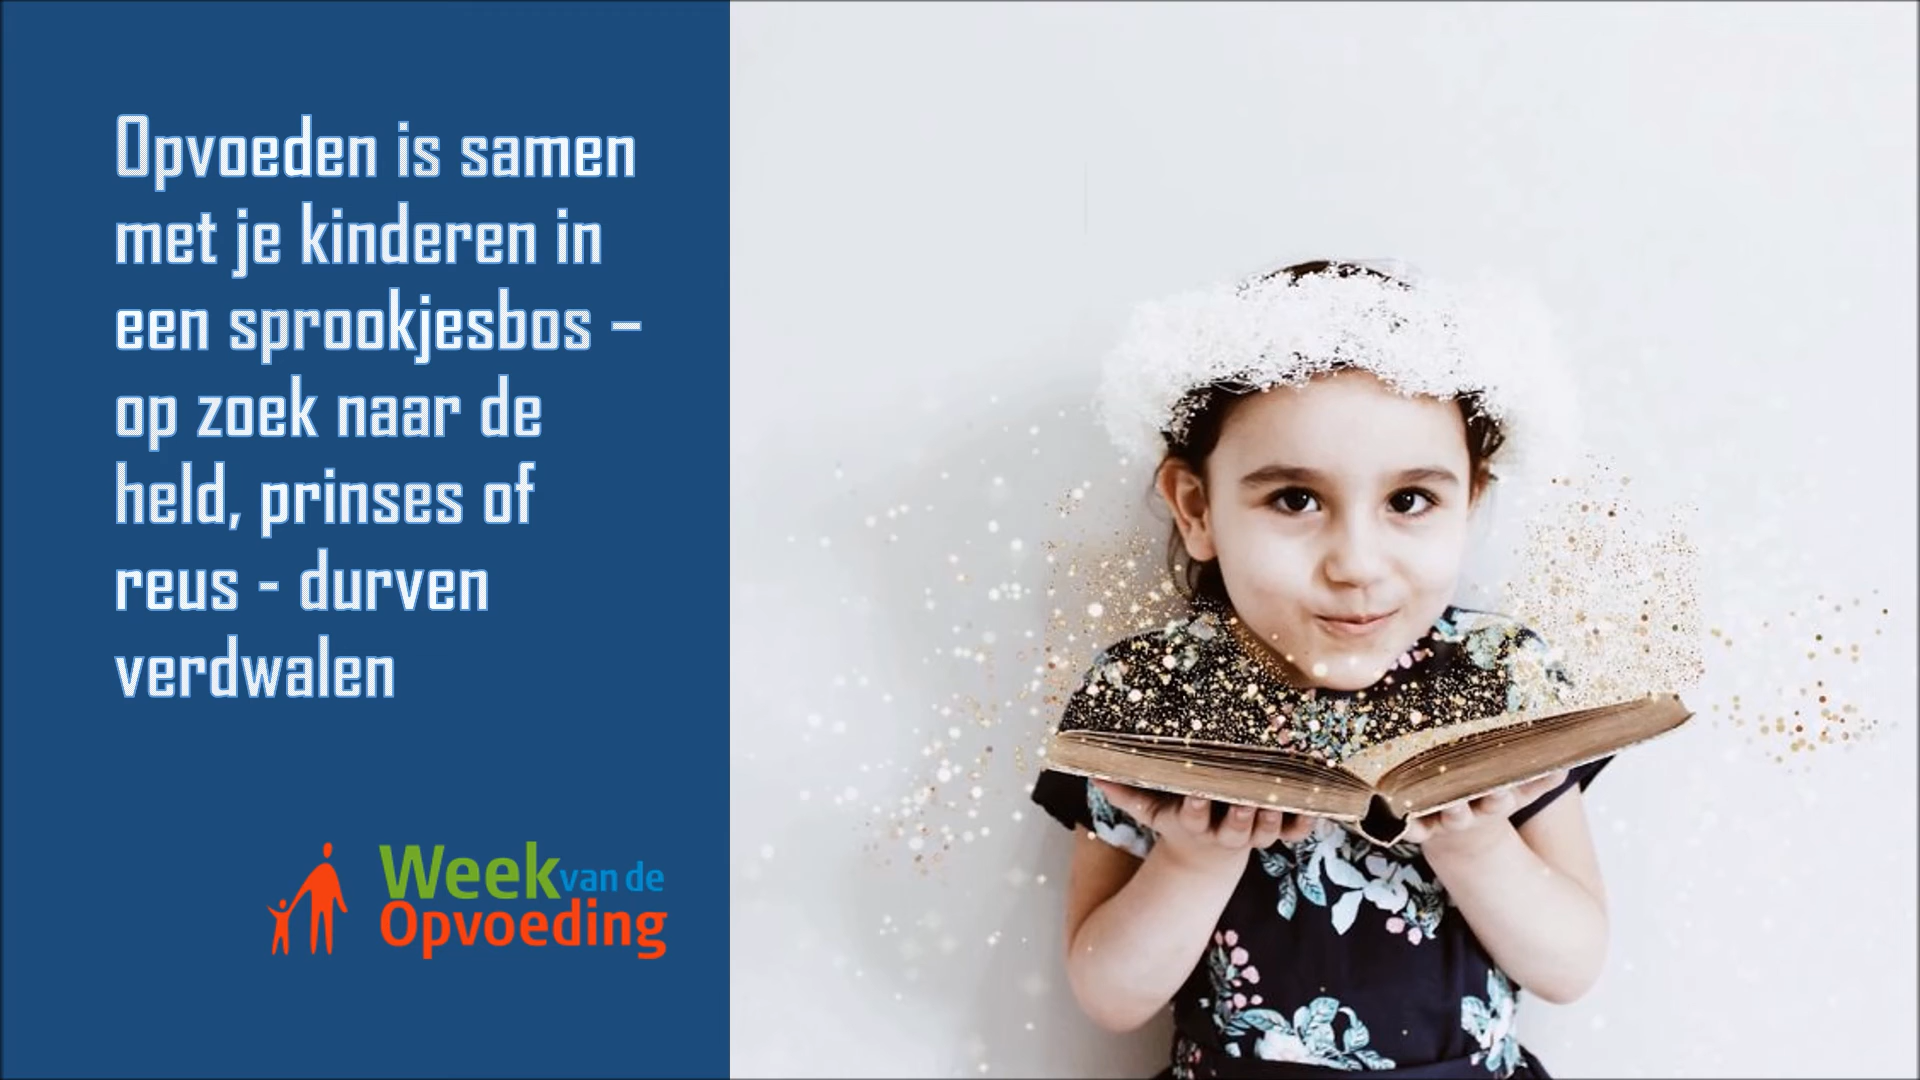 Opvoeden is samen
met je kinderen in
een sprookjesbos –
op zoek naar de
held, prinses of
reus - durven
verdwalen
Week van de
Opvoeding